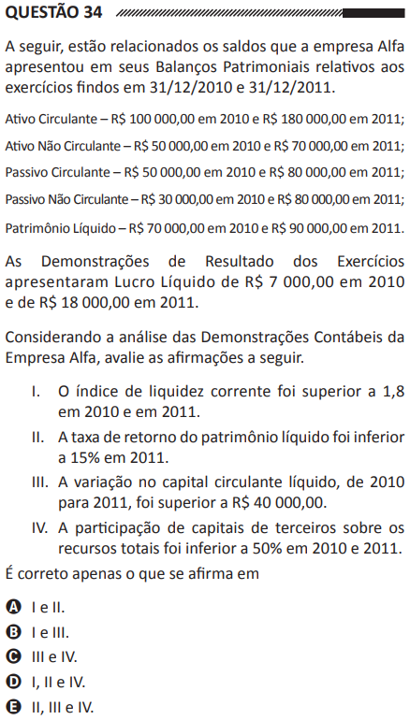 QUESTÃO 34
A seguir, estão relacionados os saldos que a empresa Alfa
apresentou em seus Balanços Patrimoniais relativos aos
exercícios findos em 31/12/2010 e 31/12/2011.
Ativo Circulante – R$ 100 000,00 em 2010 e R$ 180 000,00 em 2011;
Ativo Não Circulante – R$ 50 000,00 em 2010 e R$ 70 000,00 em 2011;
Passivo Circulante – R$ 50 000,00 em 2010 e R$ 80 000,00 em 2011;
Passivo Não Circulante – R$ 30 000,00 em 2010 e R$ 80 000,00 em 2011;
Patrimônio Líquido – R$ 70 000,00 em 2010 e R$ 90 000,00 em 2011.
As Demonstrações de Resultado dos Exercícios
apresentaram Lucro Líquido de R$ 7 000,00 em 2010
e de R$ 18 000,00 em 2011.
Considerando a análise das Demonstrações Contábeis da
Empresa Alfa, avalie as afirmações a seguir.
I. O índice de liquidez corrente foi superior a 1,8
em 2010 e em 2011.
II. A taxa de retorno do patrimônio líquido foi inferior
a 15% em 2011.
III. A variação no capital circulante líquido, de 2010
para 2011, foi superior a R$ 40 000,00.
IV. A participação de capitais de terceiros sobre os
recursos totais foi inferior a 50% em 2010 e 2011.
É correto apenas o que se afirma em
A I e II.
B I e III.
C III e IV.
D I, II e IV.
E II, III e IV.